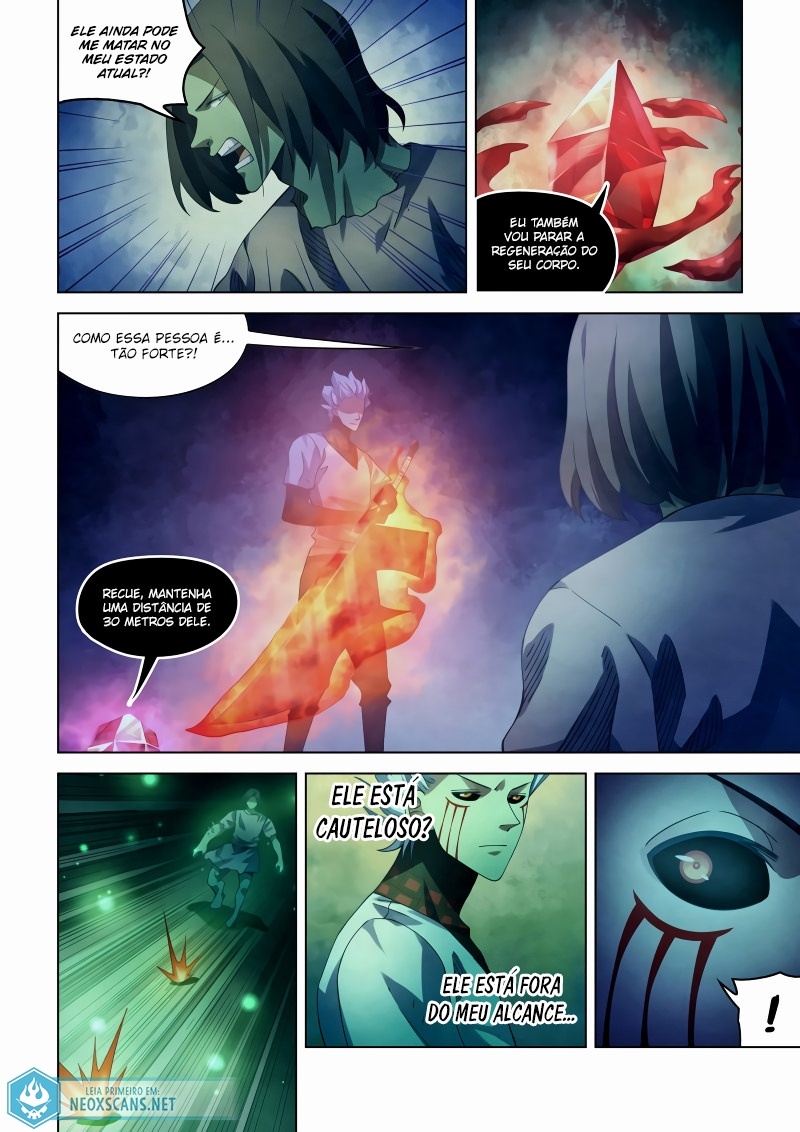 ELE AINDA PODE
ME MATAR NO
MEU ESTADO
ATUAL?!
EU TAMBÉM
VOU PARAR A
REGENERAÇÃO DO
SEU CORPO.
COMO ESSA PESSOA É...
TÃO FORTE?!
RECUE, MANTENHA
UMA DISTÂNCIA DE
30 METROS DELE.
ELE ESTÁ
CAUTELOSO?
ELE ESTÁ FORA
DO MEU ALCANCE...
!
LEIA PRIMEIRO EM:
NEOXSCANS.NET